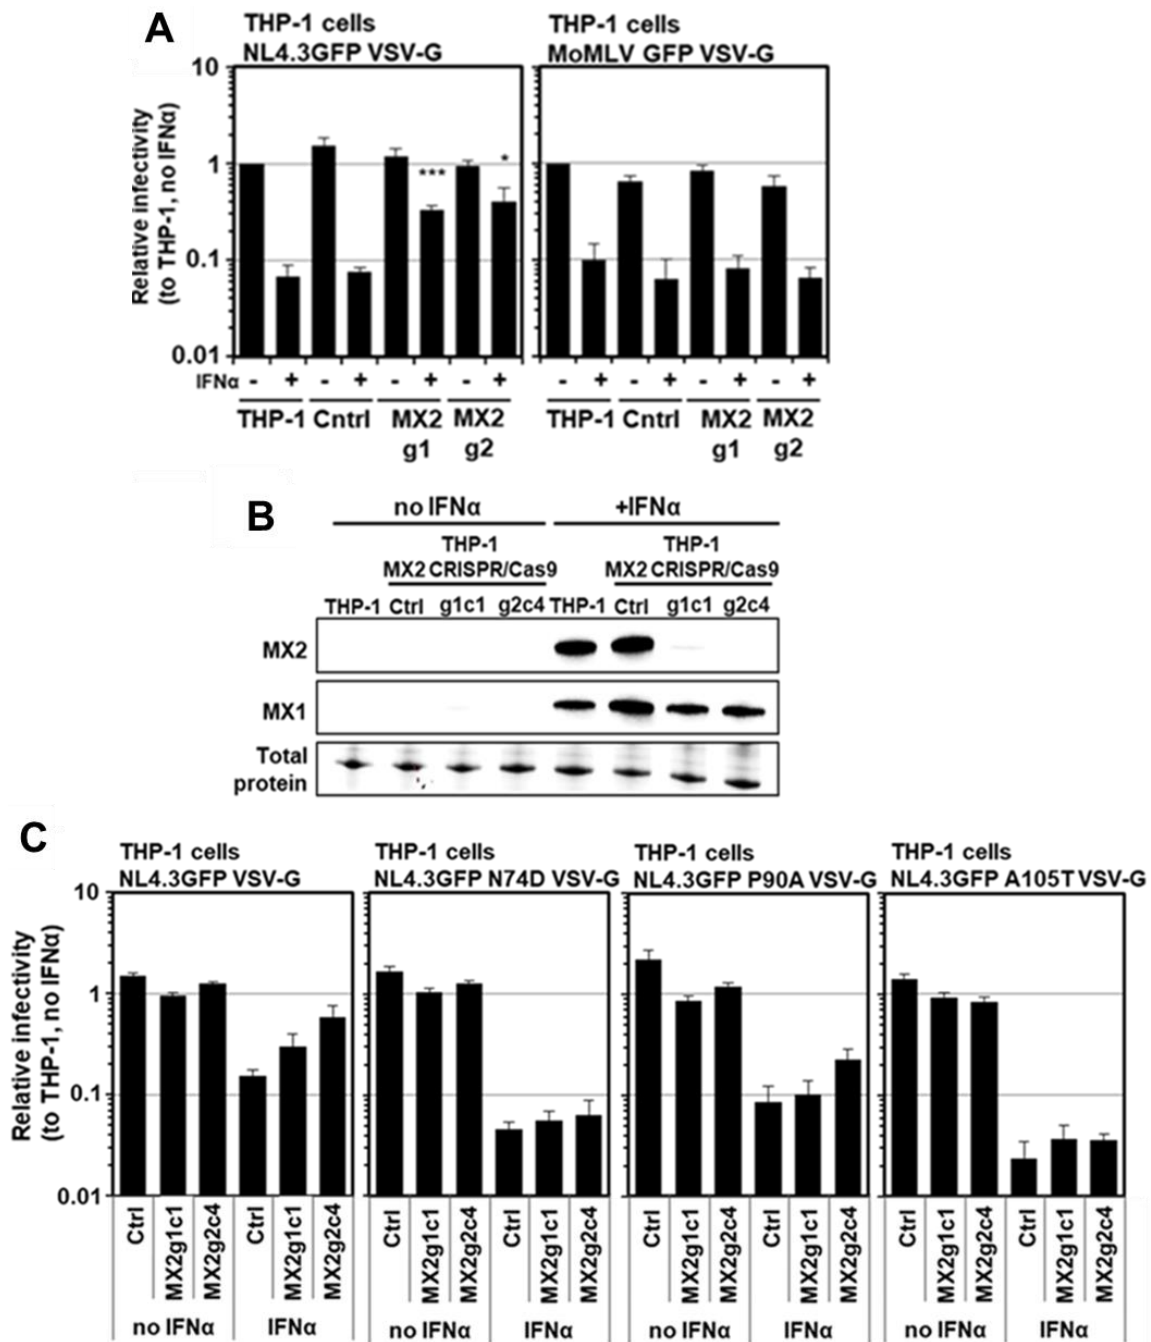 A
THP-1 cells
NL4.3GFP VSV-G
THP-1 cells
MoMLV GFP VSV-G
Relative infectivity
(to THP-1, no IFNα)
10
1
0.1
0.01
***
*
IFNα - + - + - + - + - + - + - + - +
THP-1 Cntrl MX2 MX2 THP-1 Cntrl MX2 MX2
g1 g2 g1 g2
B
no IFNα +IFNα
THP-1 THP-1
MX2 CRISPR/Cas9 MX2 CRISPR/Cas9
THP-1 Ctrl g1c1 g2c4 THP-1 Ctrl g1c1 g2c4
MX2
MX1
Total
protein
C
THP-1 cells
NL4.3GFP VSV-G
THP-1 cells
NL4.3GFP N74D VSV-G
THP-1 cells
NL4.3GFP P90A VSV-G
THP-1 cells
NL4.3GFP A105T VSV-G
Relative infectivity
(to THP-1, no IFNα)
10
1
0.1
0.01
Ctrl MX2g1c1 MX2g2c4 Ctrl MX2g1c1 MX2g2c4 Ctrl MX2g1c1 MX2g2c4 Ctrl MX2g1c1 MX2g2c4 Ctrl MX2g1c1 MX2g2c4 Ctrl MX2g1c1 MX2g2c4 Ctrl MX2g1c1 MX2g2c4 Ctrl MX2g1c1 MX2g2c4
no IFNα IFNα no IFNα IFNα no IFNα IFNα no IFNα IFNα